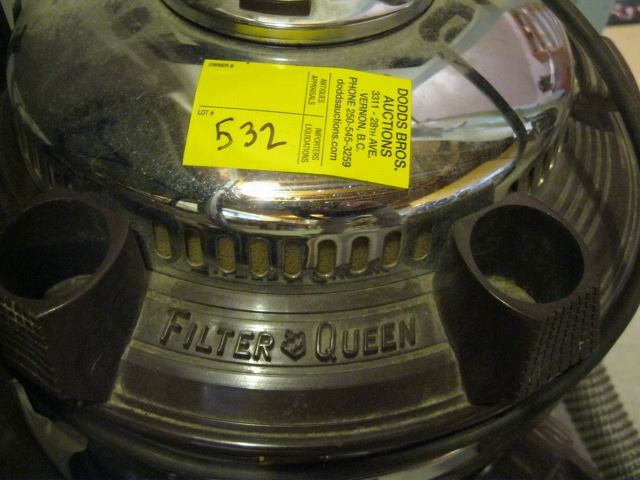 OWNER #
LOT #
532
ANTIQUES
APPRAISALS
IMPORTERS
LIQUIDATIONS
DODDS BROS.
AUCTIONS
3311 - 28TH AVE.
VERNON, B.C.
PHONE 250-545-3259
doddsauctions.com
FILTER QUEEN